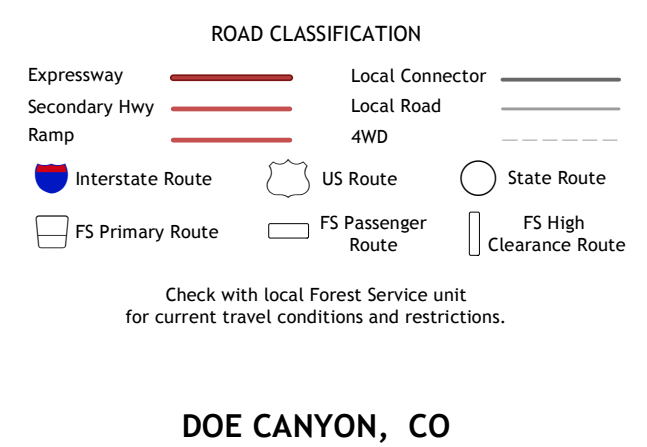 ROAD CLASSIFICATION
Expressway
Local Connector
Secondary Hwy
Local Road
Ramp
4WD
Interstate Route
US Route
State Route
FS Primary Route
FS Passenger
Route
FS High
Clearance Route
Check with local Forest Service unit
for current travel conditions and restrictions.
DOE CANYON, CO